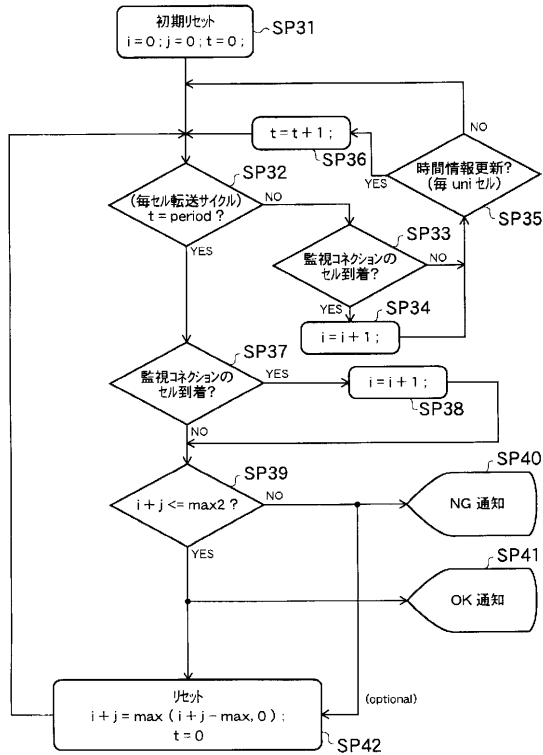 初期リセット
i=0; j=0; t=0;
SP31
NO
t=t+1;
SP36
YES
時間情報更新?
(毎 uni セル)
SP35
SP32
(毎セル転送サイクル)
t = period ?
NO
YES
SP33
監視コネクションの
セル到着?
NO
YES
SP34
i=i+1;
SP37
監視コネクションの
セル到着?
YES
NO
i=i+1;
SP38
SP39
i+j<=max2 ?
NO
YES
SP40
NG 通知
SP41
OK 通知
(optional)
リセット
i+j=max (i+j-max, 0) ;
t=0
SP42